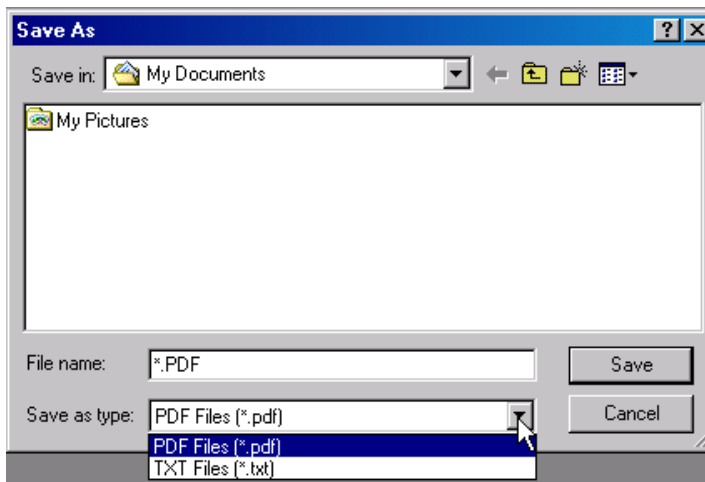 Save As
Save in: My Documents
My Pictures
File name: *.PDF Save
Save as type: PDF Files (*.pdf) Cancel
PDF Files (*.pdf)
TXT Files (*.txt)